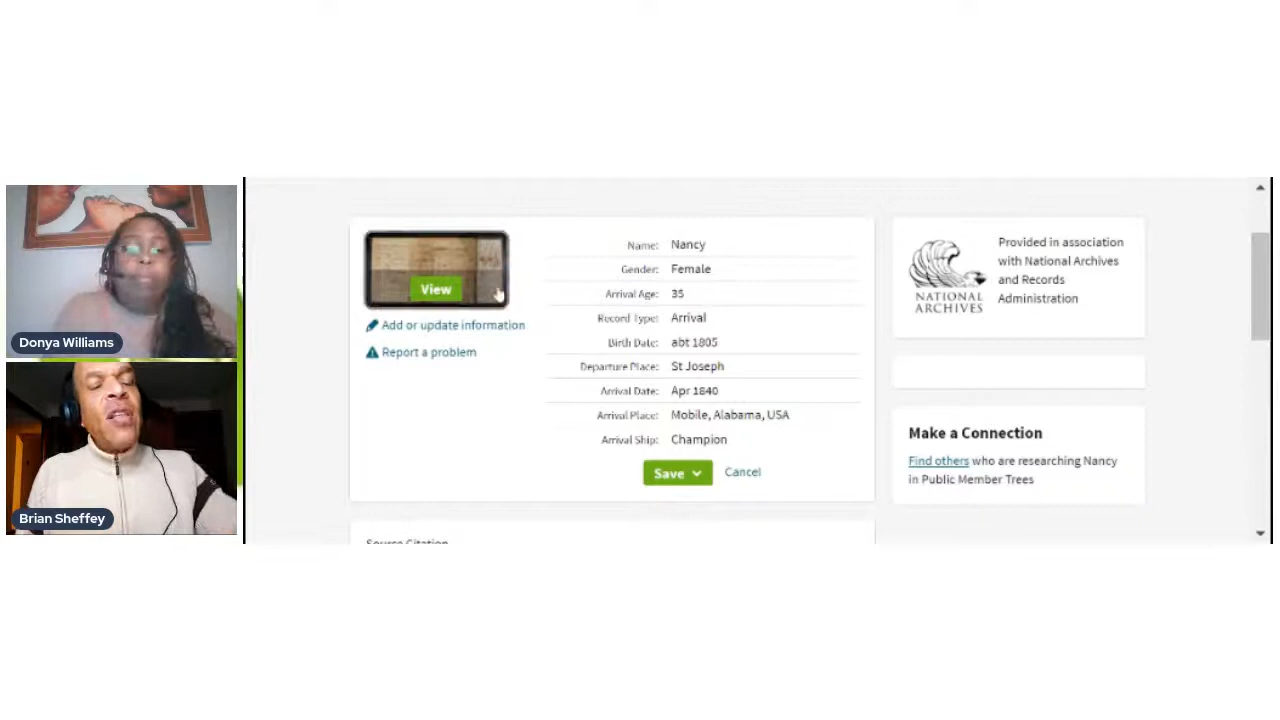 Donya Williams
Brian Sheffey
View
Add or update information
Report a problem
Name: Nancy
Gender: Female
Arrival Age: 35
Record Type: Arrival
Birth Date: abt 1805
Departure Place: St Joseph
Arrival Date: Apr 1840
Arrival Place: Mobile, Alabama, USA
Arrival Ship: Champion
Save
Cancel
Source Citation
NATIONAL
ARCHIVES
Provided in association
with National Archives
and Records
Administration
Make a Connection
Find others who are researching Nancy
in Public Member Trees